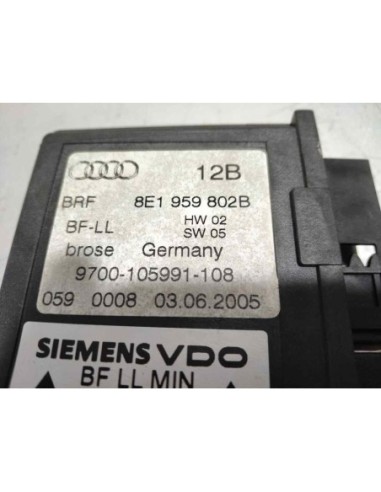 12B
BRF 8E1 959 802B
BF-LL HW 02
SW 05
brose Germany
9700-105991-108
059 0008 03.06.2005
SIEMENS VDO
BF LL MIN